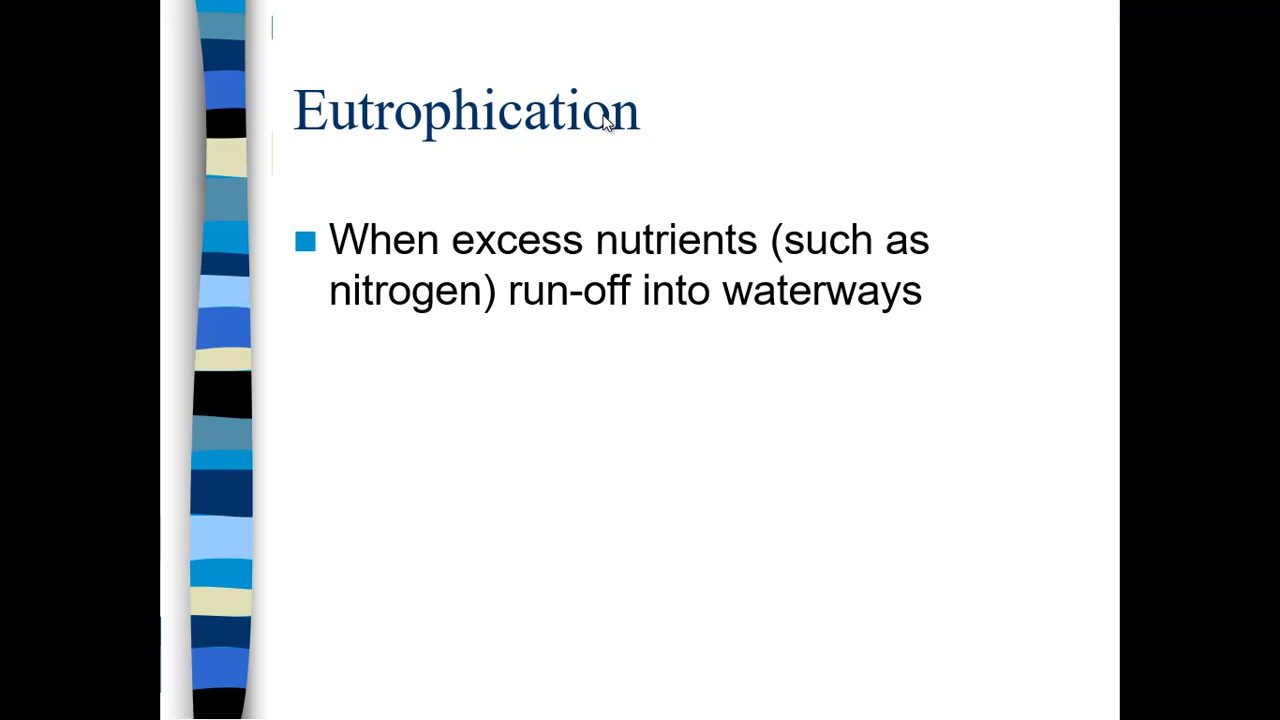 Eutrophication
When excess nutrients (such as
nitrogen) run-off into waterways